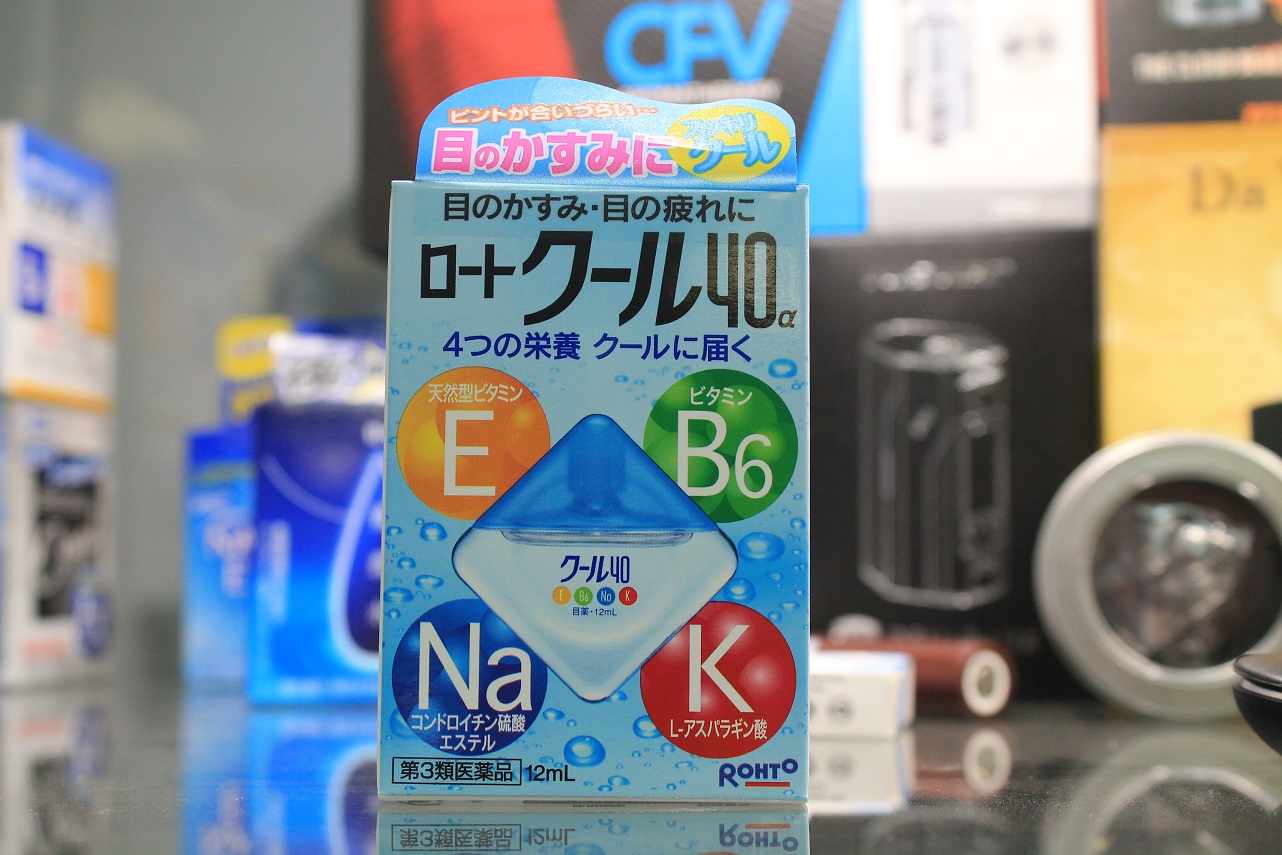 CFV
ピントが合いづらい…
目のかすみに
クール
目のかすみ・目の疲れに
ロートクール40α
4つの栄養 クールに届く
天然型ビタミン
E
ビタミン
B6
クール40
E B6 Na K
目薬・12mL
Na
コンドロイチン硫酸
エステル
K
L-アスパラギン酸
第3類医薬品 12mL
ROHTO
Da